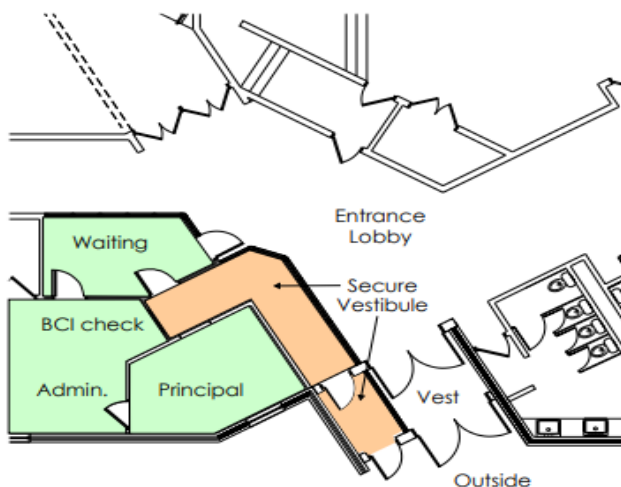 Entrance
Lobby
Waiting
Secure
Vestibule
BCI check
Admin.
Principal
Vest
Outside